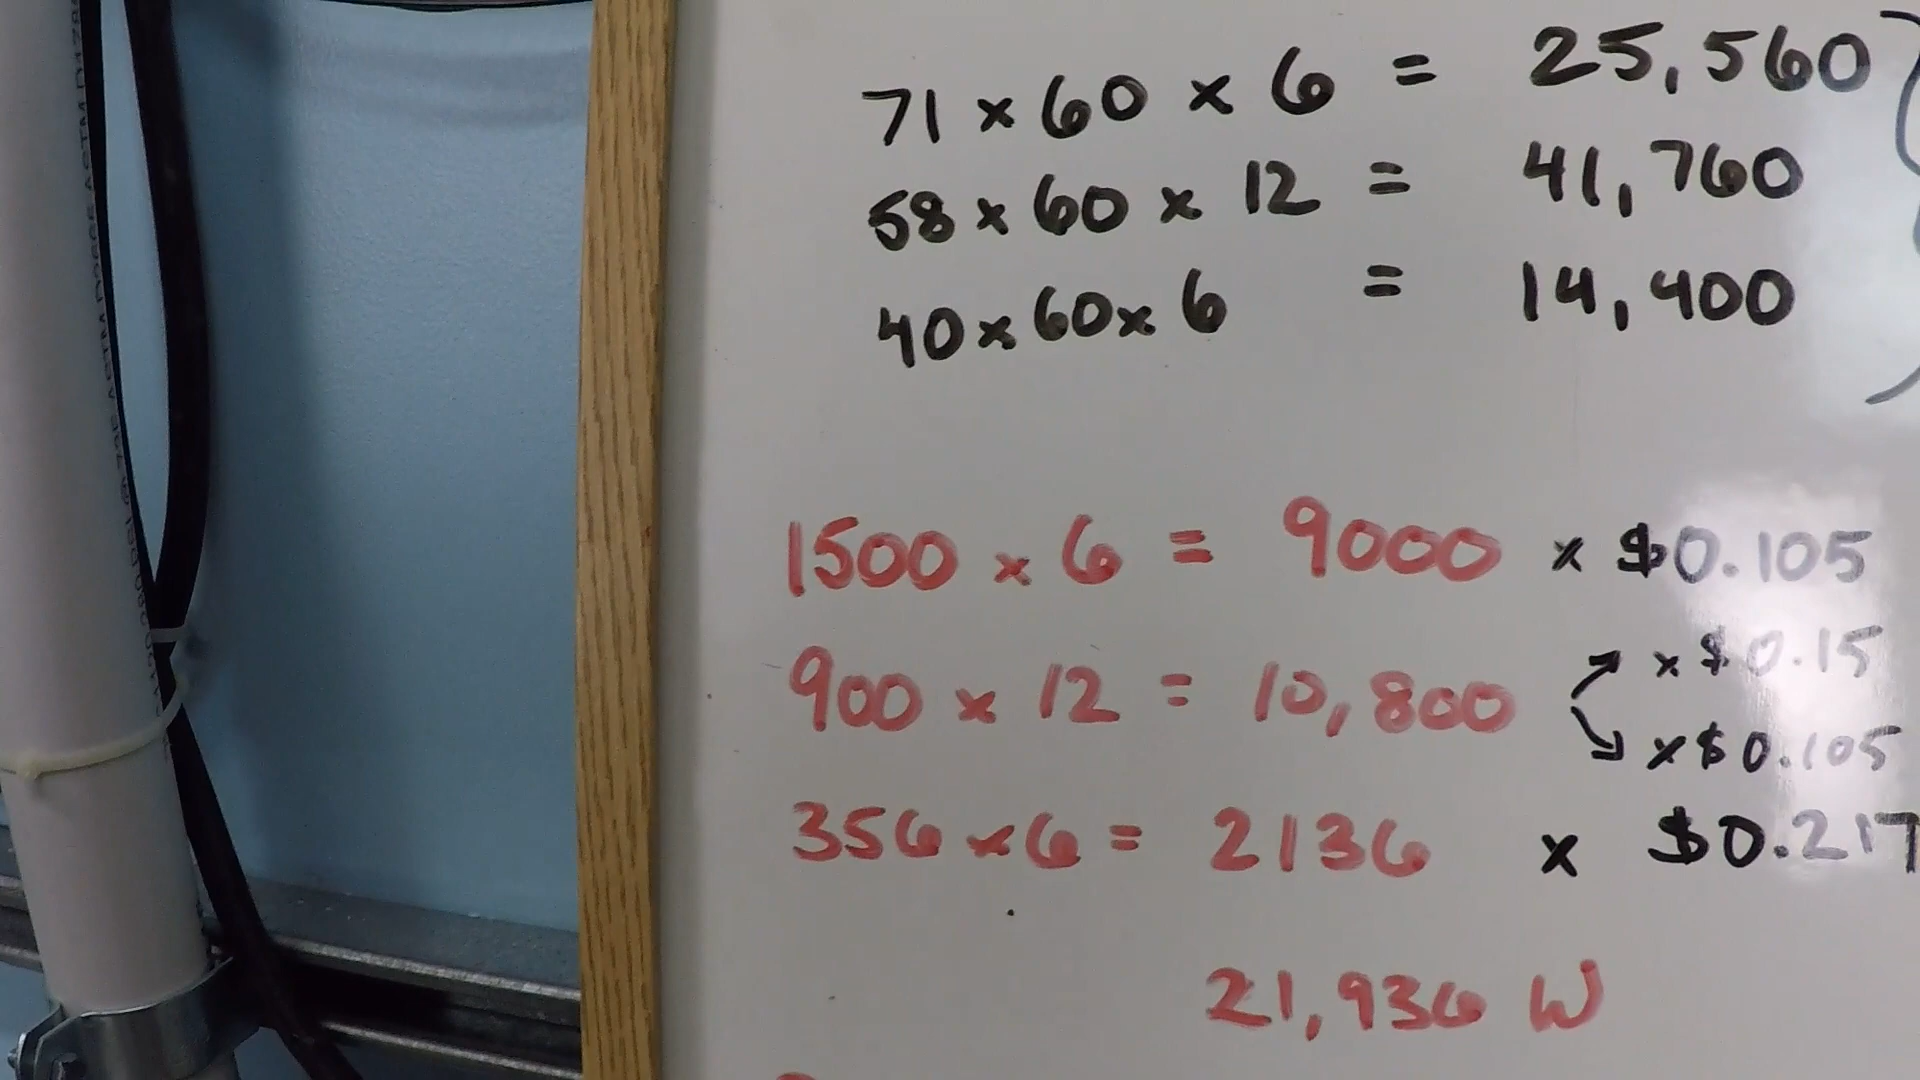 71 x 60 x 6 = 25,560
58 x 60 x 12 = 41,760
40 x 60 x 6 = 14,400
1500 x 6 = 9000 x $0.105
900 x 12 = 10,800
x $0.15
x $0.105
356 x 6 = 2136 x $0.217
21,936 W